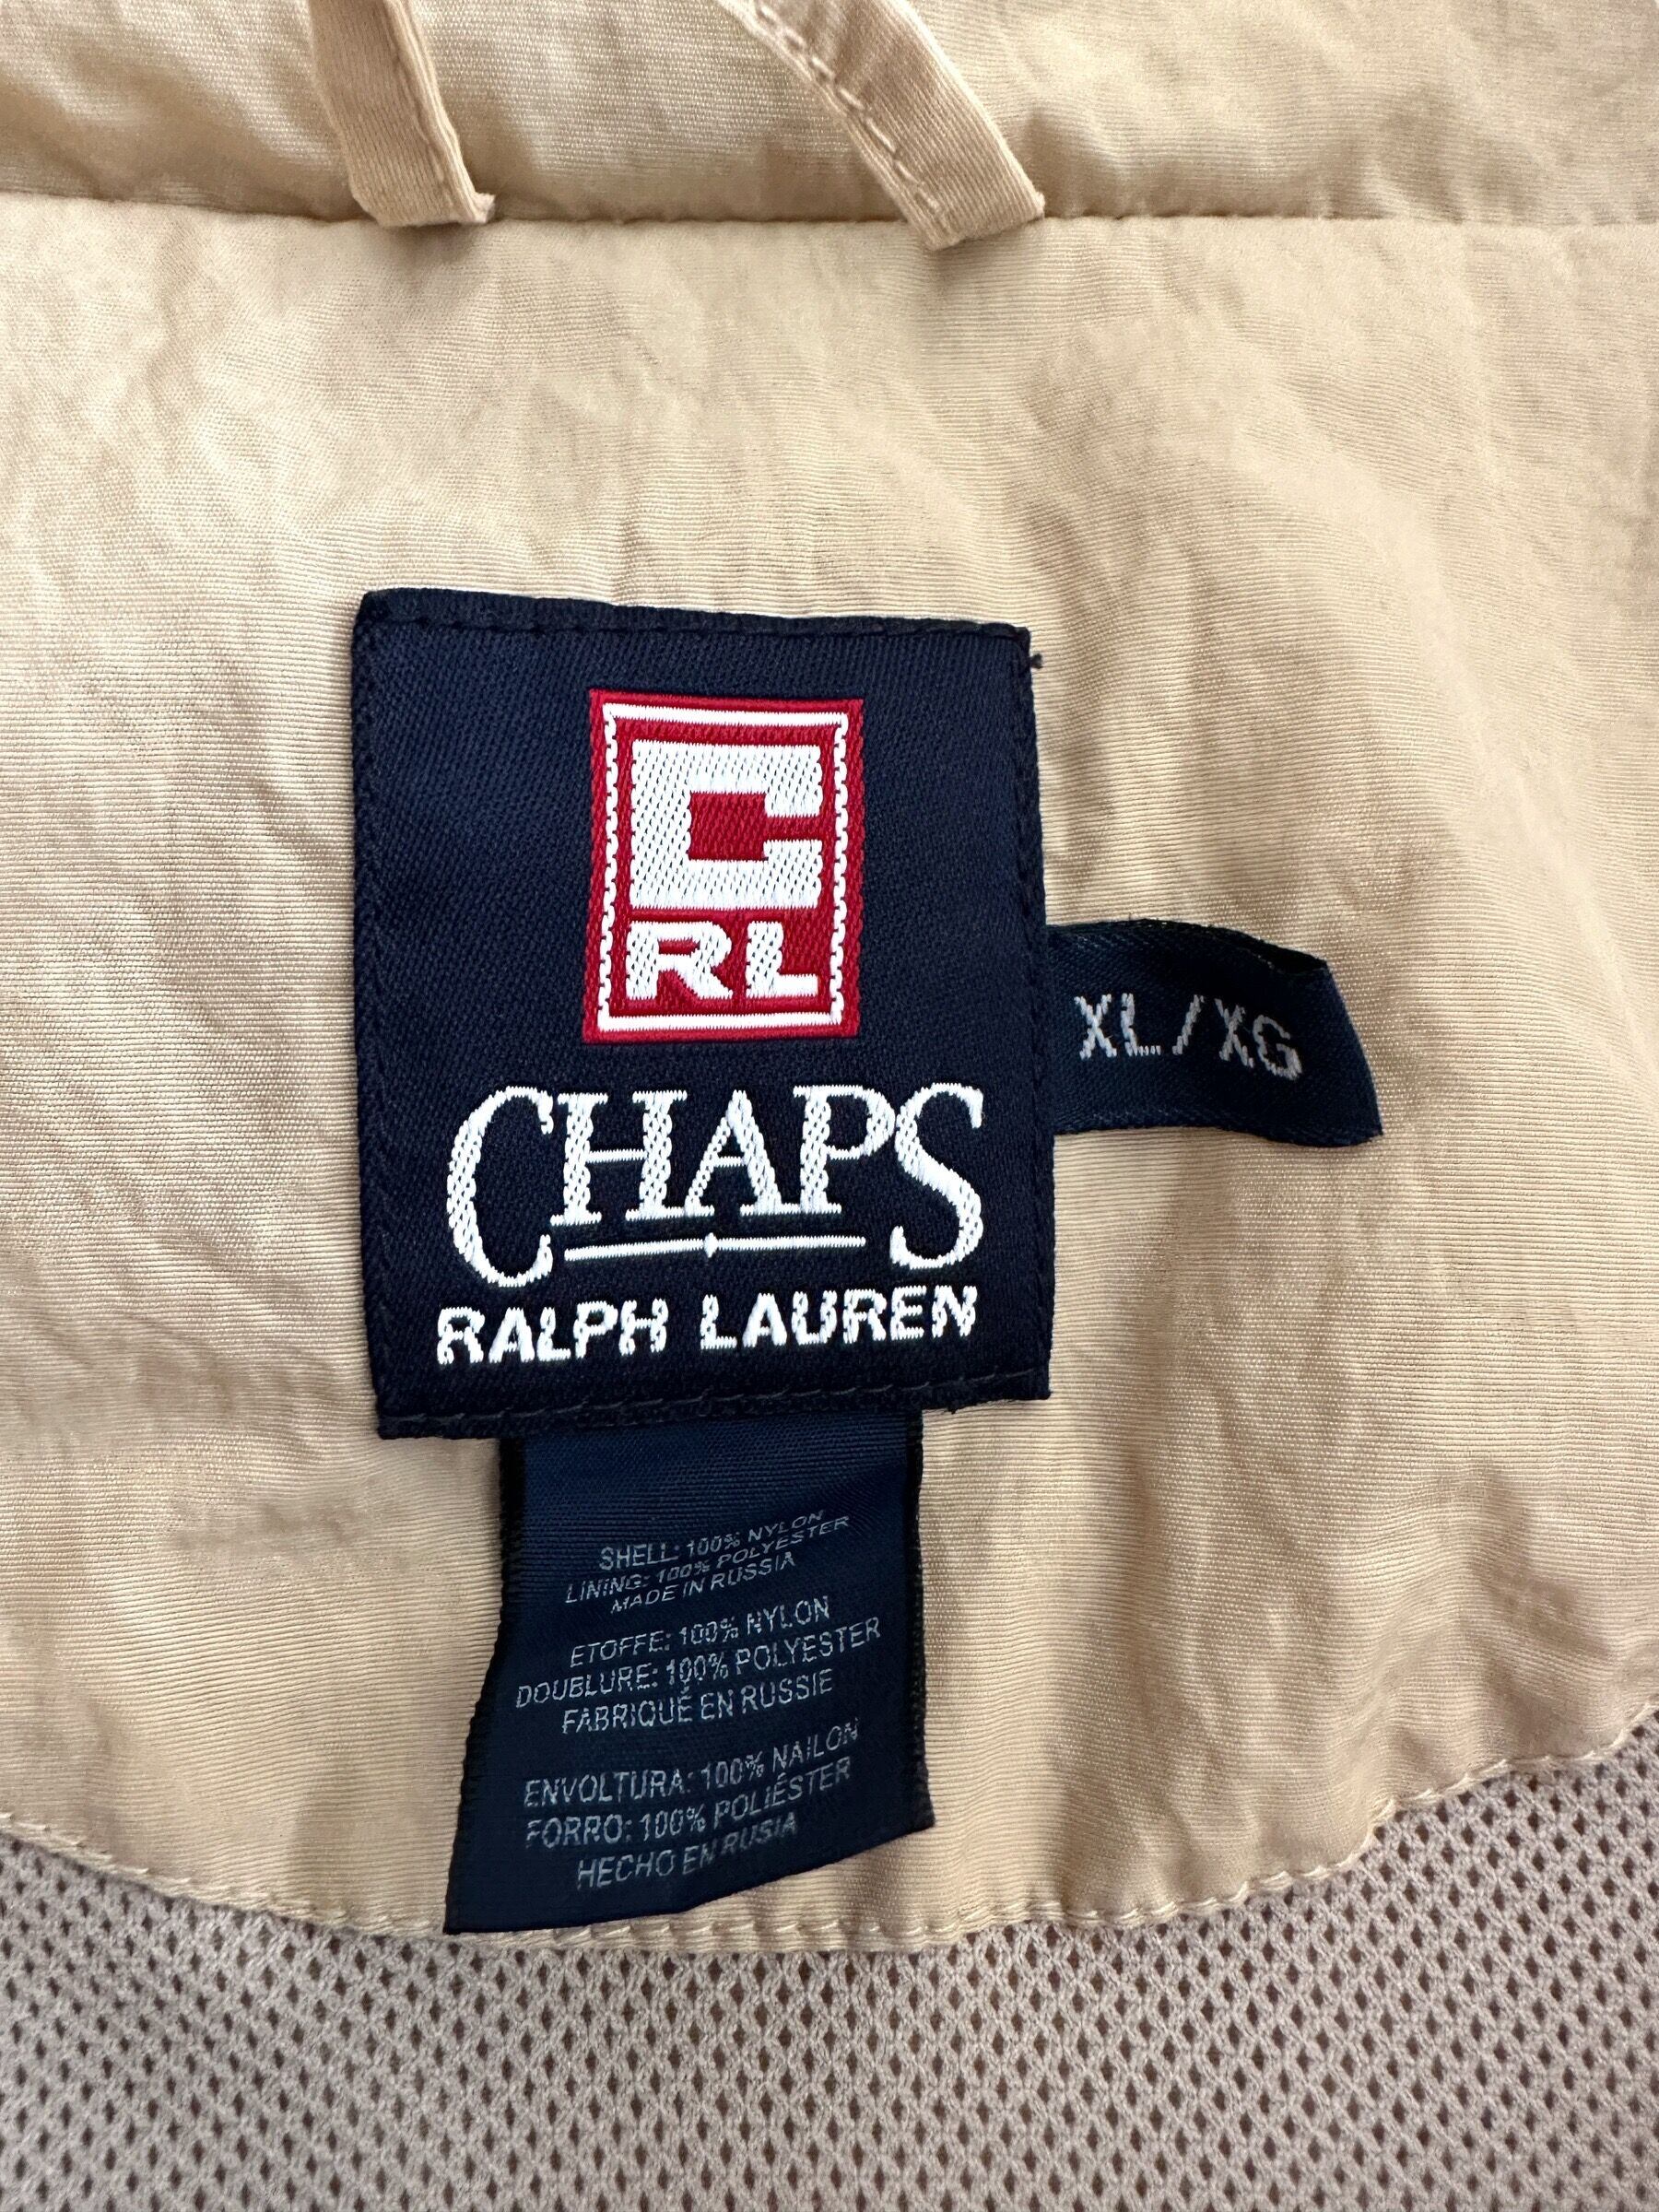 C
RL
CHAPS
RALPH LAUREN
XL/XG
SHELL: 100% NYLON
LINING: 100% POLYESTER
MADE IN RUSSIA
ETOFFE: 100% NYLON
DOUBLURE: 100% POLYESTER
FABRIQUÉ EN RUSSIE
ENVOLTURA: 100% NAILON
FORRO: 100% POLIÉSTER
HECHO EN RUSIA